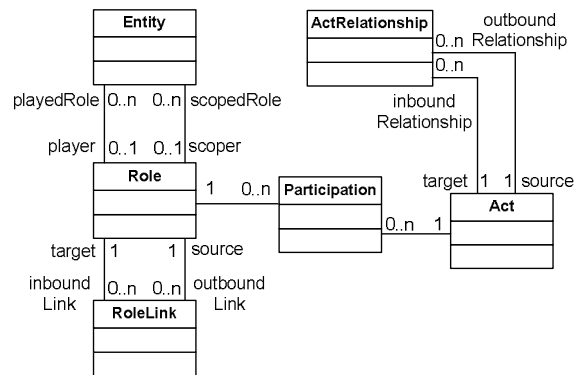 Entity
ActRelationship
outbound
Relationship
0..n
0..n
playedRole 0..n 0..n scopedRole
inbound
Relationship
player 0..1 0..1 scoper
Role
1 0..n
Participation
target 1 1 source
Act
0..n 1
target 1 1 source
inbound
Link
0..n 0..n
outbound
Link
RoleLink